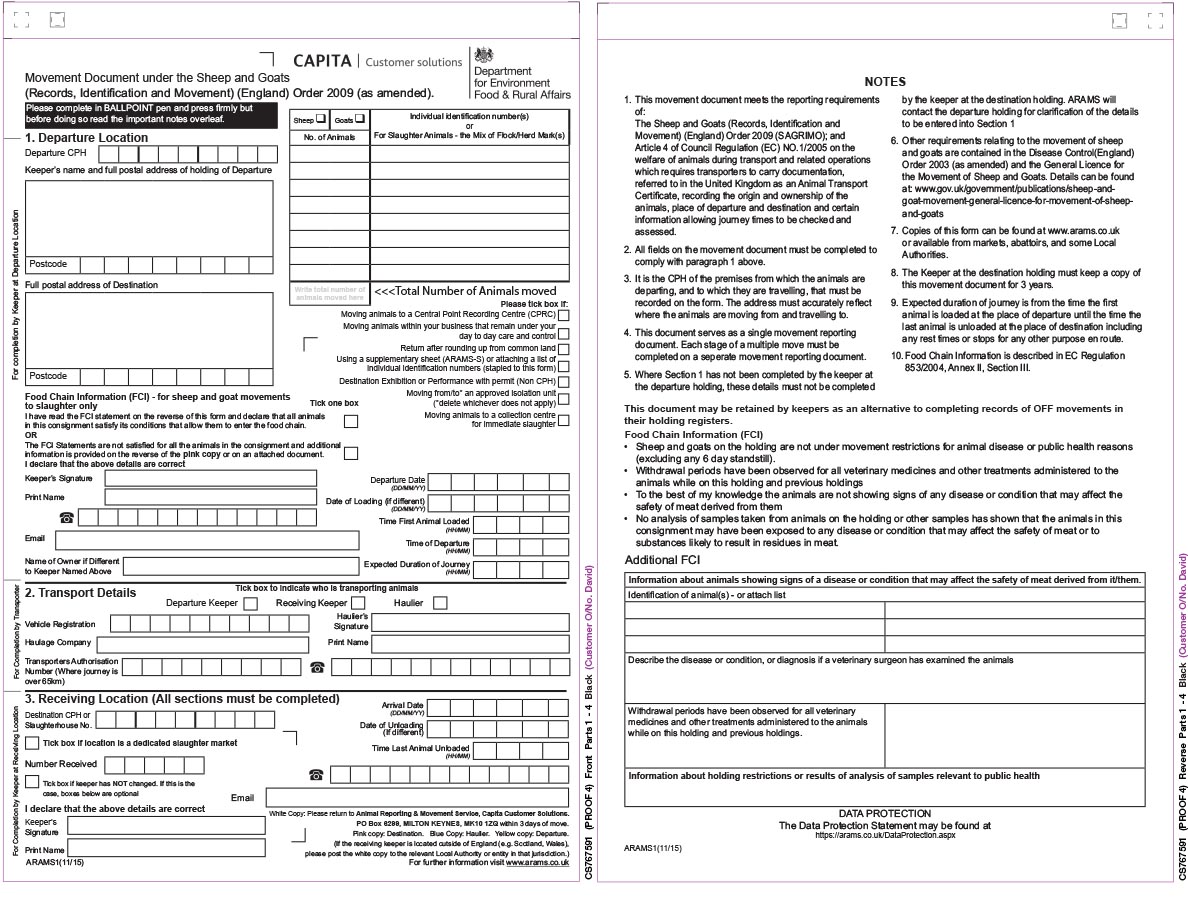 CAPITA | Customer solutions
Department
for Environment
Food & Rural Affairs
Movement Document under the Sheep and Goats
(Records, Identification and Movement) (England) Order 2009 (as amended).
Please complete in BALLPOINT pen and press firmly but
before doing so read the important notes overleaf.
For completion by Keeper at Departure Location
1. Departure Location
Departure CPH
Keeper's name and full postal address of holding of Departure
Postcode
Full postal address of Destination
Postcode
Sheep
Goats
No. of Animals
Individual identification number(s)
or
For Slaughter Animals - the Mix of Flock/Herd Mark(s)
Write total number of
animals moved here
<<<Total Number of Animals moved
Please tick box if:
Moving animals to a Central Point Recording Centre (CPRC)
Moving animals within your business that remain under your
day to day care and control
Return after rounding up from common land
Using a supplementary sheet (ARAMS-S) or attaching a list of
individual identification numbers (stapled to this form)
Destination Exhibition or Performance with permit (Non CPH)
Moving from/to* an approved isolation unit
(*delete whichever does not apply)
Moving animals to a collection centre
for immediate slaughter
Food Chain Information (FCI) - for sheep and goat movements
to slaughter only
Tick one box
I have read the FCI statement on the reverse of this form and declare that all animals
in this consignment satisfy its conditions that allow them to enter the food chain.
OR
The FCI Statements are not satisfied for all the animals in the consignment and additional
information is provided on the reverse of the pink copy or on an attached document.
I declare that the above details are correct
Keeper's Signature
Print Name
Email
Name of Owner if Different
to Keeper Named Above
Departure Date
(DD/MM/YY)
Date of Loading (if different)
(DD/MM/YY)
Time First Animal Loaded
(HH/MM)
Time of Departure
(HH/MM)
Expected Duration of Journey
(HH/MM)
For Completion by Transporter
2. Transport Details
Tick box to indicate who is transporting animals
Departure Keeper
Receiving Keeper
Haulier
Vehicle Registration
Haulier's
Signature
Haulage Company
Print Name
Transporters Authorisation
Number (Where journey is
over 65km)
For Completion by Keeper at Receiving Location
3. Receiving Location (All sections must be completed)
Destination CPH or
Slaughterhouse No.
Tick box if location is a dedicated slaughter market
Number Received
Tick box if keeper has NOT changed. If this is the
case, boxes below are optional
Arrival Date
(DD/MM/YY)
Date of Unloading
(If different)
Time Last Animal Unloaded
(HH/MM)
Email
I declare that the above details are correct
Keeper's
Signature
Print Name
White Copy: Please return to Animal Reporting & Movement Service, Capita Customer Solutions.
PO Box 6299, MILTON KEYNES, MK10 1ZQ within 3 days of move.
Pink copy: Destination. Blue Copy: Haulier. Yellow copy: Departure.
(If the receiving keeper is located outside of England (e.g. Scotland, Wales),
please post the white copy to the relevant Local Authority or entity in that jurisdiction.)
ARAMS1(11/15)
For further information visit www.arams.co.uk
CS767591 (PROOF 4) Front Parts 1 - 4 Black (Customer O/No. David)
NOTES
1. This movement document meets the reporting requirements
of:
The Sheep and Goats (Records, Identification and
Movement) (England) Order 2009 (SAGRIMO); and
Article 4 of Council Regulation (EC) NO.1/2005 on the
welfare of animals during transport and related operations
which requires transporters to carry documentation,
referred to in the United Kingdom as an Animal Transport
Certificate, recording the origin and ownership of the
animals, place of departure and destination and certain
information allowing journey times to be checked and
assessed.
2. All fields on the movement document must be completed to
comply with paragraph 1 above.
3. It is the CPH of the premises from which the animals are
departing, and to which they are travelling, that must be
recorded on the form. The address must accurately reflect
where the animals are moving from and travelling to.
4. This document serves as a single movement reporting
document. Each stage of a multiple move must be
completed on a seperate movement reporting document.
5. Where Section 1 has not been completed by the keeper at
the departure holding, these details must not be completed
by the keeper at the destination holding. ARAMS will
contact the departure holding for clarification of the details
to be entered into Section 1
6. Other requirements relating to the movement of sheep
and goats are contained in the Disease Control(England)
Order 2003 (as amended) and the General Licence for
the Movement of Sheep and Goats. Details can be found
at: www.gov.uk/government/publications/sheep-and-
goat-movement-general-licence-for-movement-of-sheep-
and-goats
7. Copies of this form can be found at www.arams.co.uk
or available from markets, abattoirs, and some Local
Authorities.
8. The Keeper at the destination holding must keep a copy of
this movement document for 3 years.
9. Expected duration of journey is from the time the first
animal is loaded at the place of departure until the time the
last animal is unloaded at the place of destination including
any rest times or stops for any other purpose en route.
10. Food Chain Information is described in EC Regulation
853/2004, Annex II, Section III.
This document may be retained by keepers as an alternative to completing records of OFF movements in
their holding registers.
Food Chain Information (FCI)
• Sheep and goats on the holding are not under movement restrictions for animal disease or public health reasons
(excluding any 6 day standstill).
• Withdrawal periods have been observed for all veterinary medicines and other treatments administered to the
animals while on this holding and previous holdings
• To the best of my knowledge the animals are not showing signs of any disease or condition that may affect the
safety of meat derived from them
• No analysis of samples taken from animals on the holding or other samples has shown that the animals in this
consignment may have been exposed to any disease or condition that may affect the safety of meat or to
substances likely to result in residues in meat.
Additional FCI
Information about animals showing signs of a disease or condition that may affect the safety of meat derived from it/them.
Identification of animal(s) - or attach list
Describe the disease or condition, or diagnosis if a veterinary surgeon has examined the animals
Withdrawal periods have been observed for all veterinary
medicines and other treatments administered to the animals
while on this holding and previous holdings.
Information about holding restrictions or results of analysis of samples relevant to public health
DATA PROTECTION
The Data Protection Statement may be found at
https://arams.co.uk/DataProtection.aspx
ARAMS1(11/15)
CS767591 (PROOF 4) Reverse Parts 1 - 4 Black (Customer O/No. David)